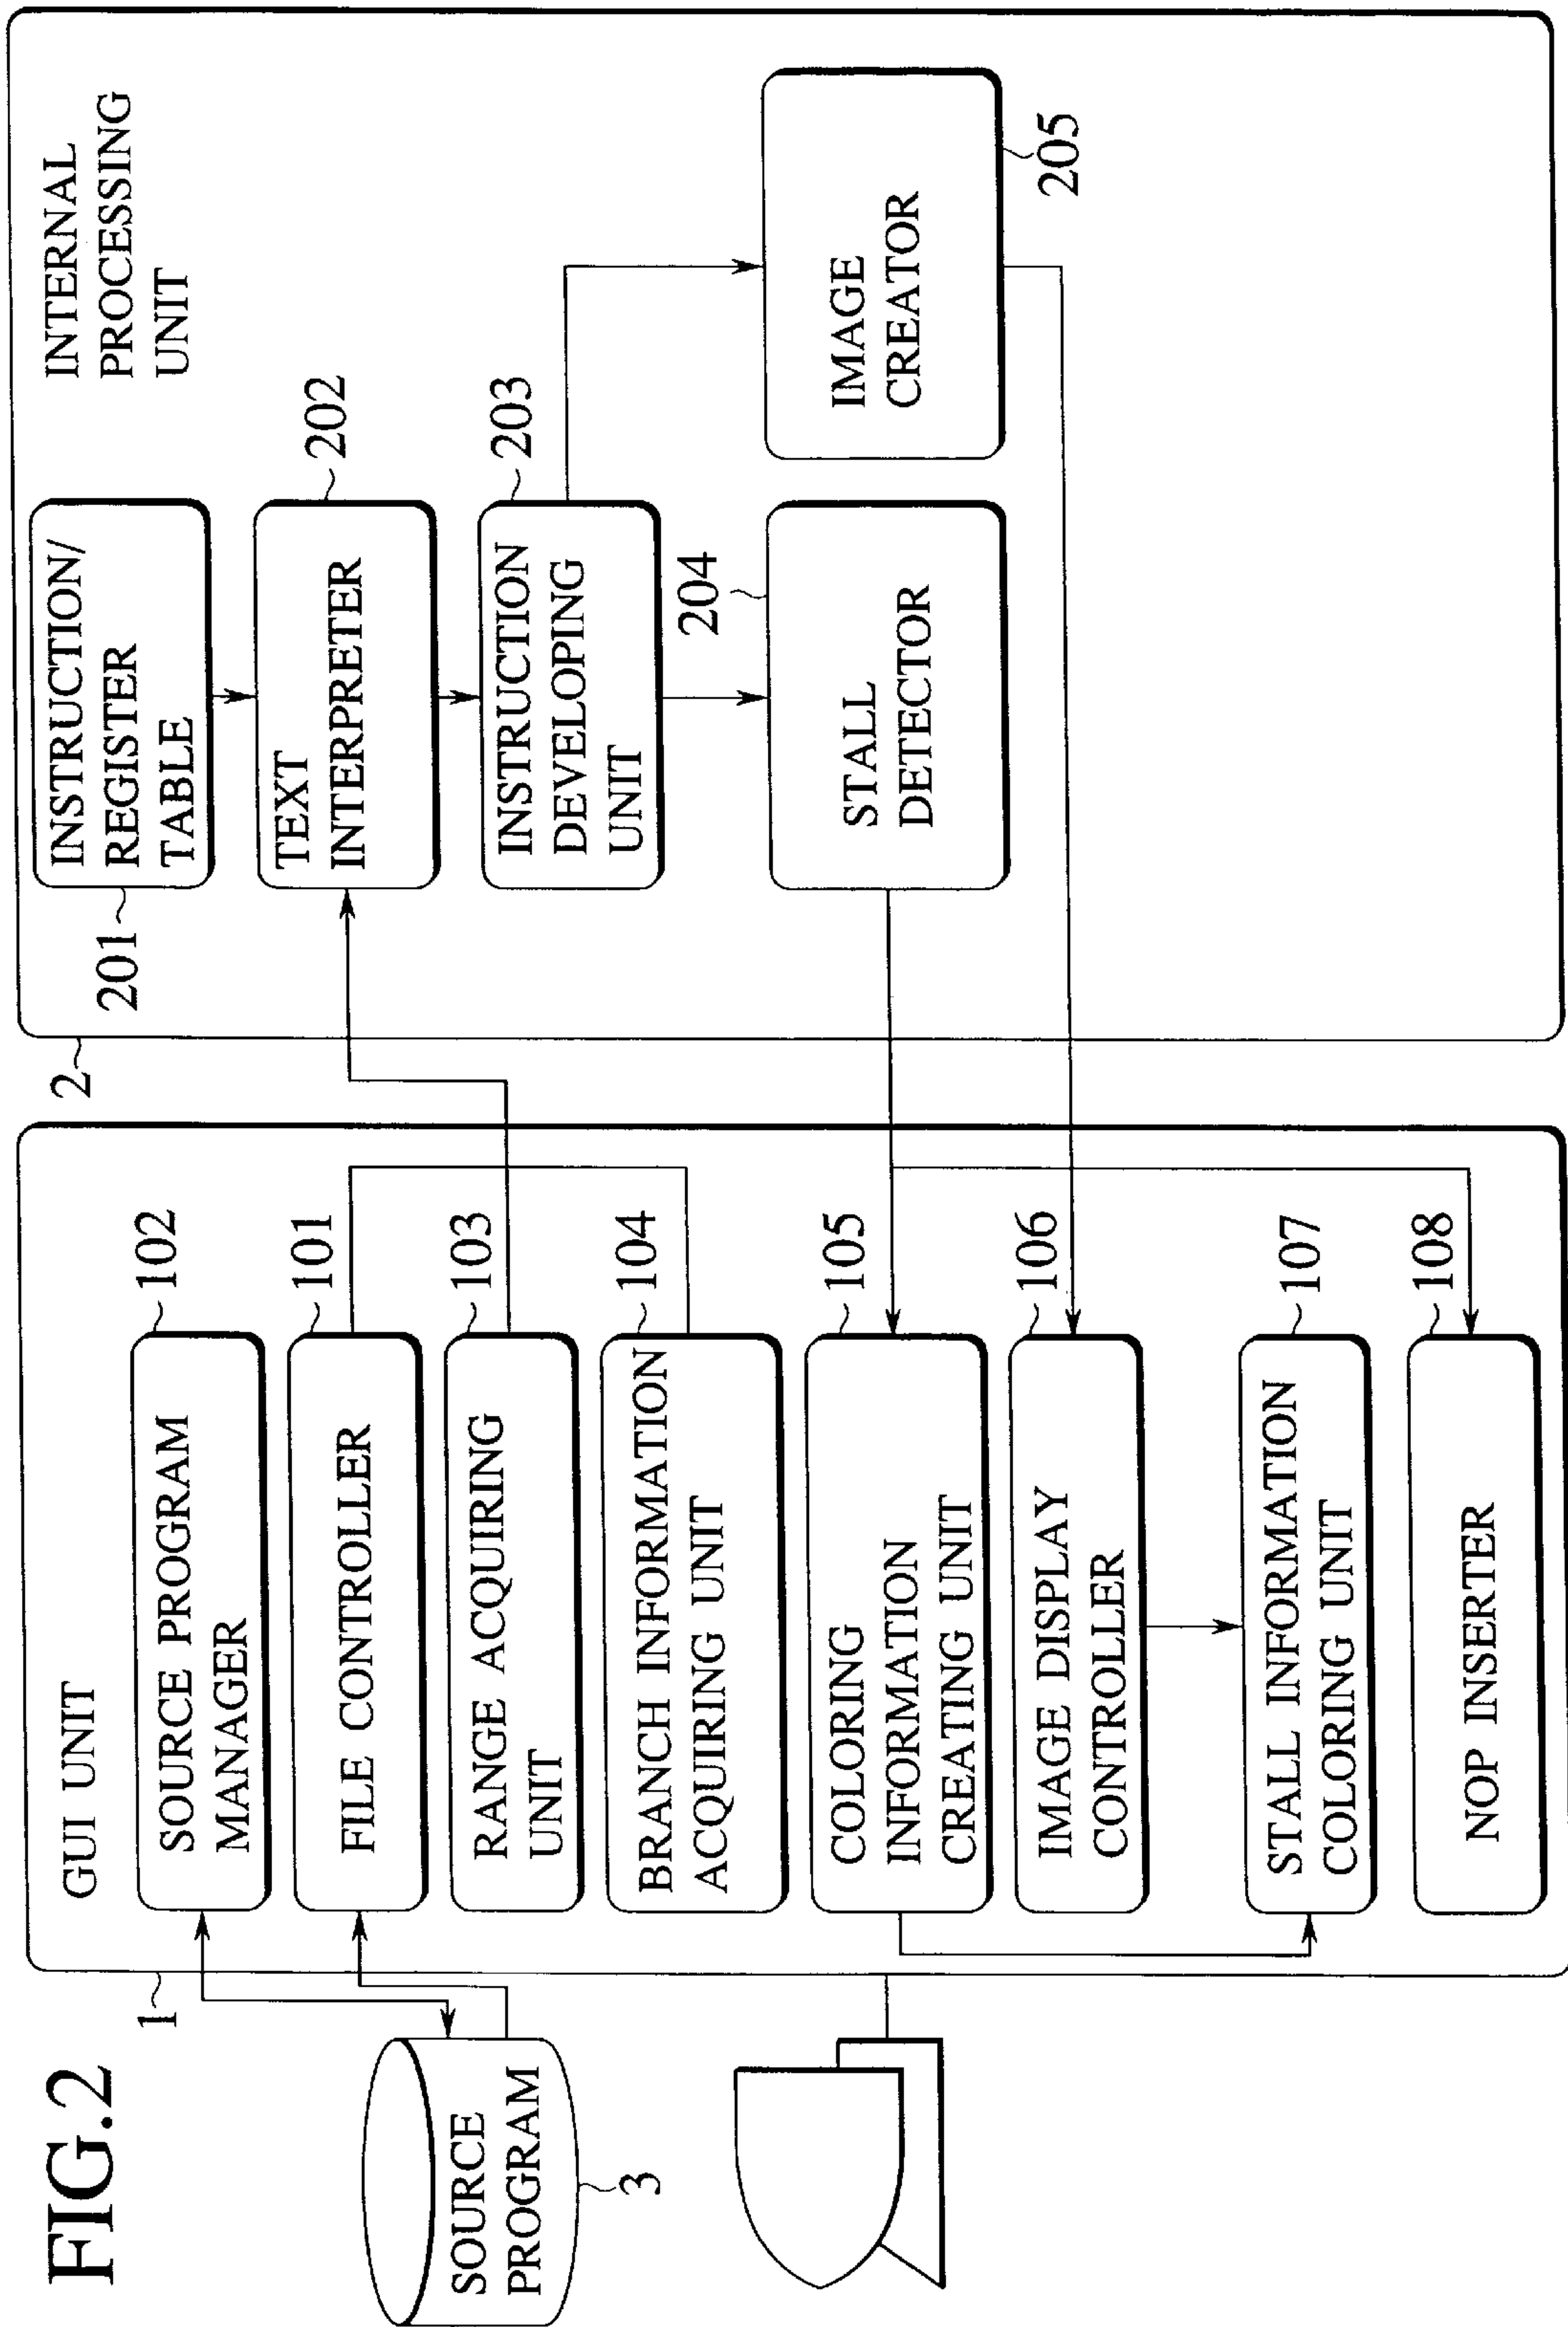 FIG.2
SOURCE
PROGRAM
3
1
GUI UNIT
SOURCE PROGRAM
MANAGER
102
FILE CONTROLLER
101
RANGE ACQUIRING
UNIT
103
BRANCH INFORMATION
ACQUIRING UNIT
104
COLORING
INFORMATION
CREATING UNIT
105
IMAGE DISPLAY
CONTROLLER
106
STALL INFORMATION
COLORING UNIT
107
NOP INSERTER
108
2
INTERNAL
PROCESSING
UNIT
201
INSTRUCTION/
REGISTER
TABLE
TEXT
INTERPRETER
202
INSTRUCTION
DEVELOPING
UNIT
203
204
STALL
DETECTOR
IMAGE
CREATOR
205